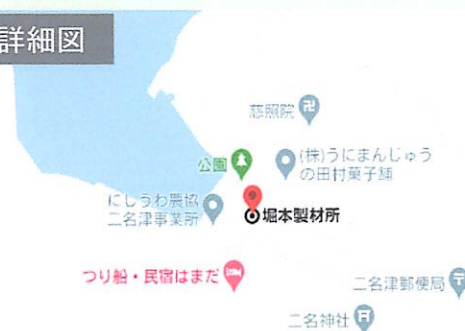 詳細図
慈照院
公園
(株)うにまんじゅう
の田村菓子舗
にしうわ農協
二名津事業所
堀本製材所
つり船・民宿はまだ
二名津郵便局
二名神社